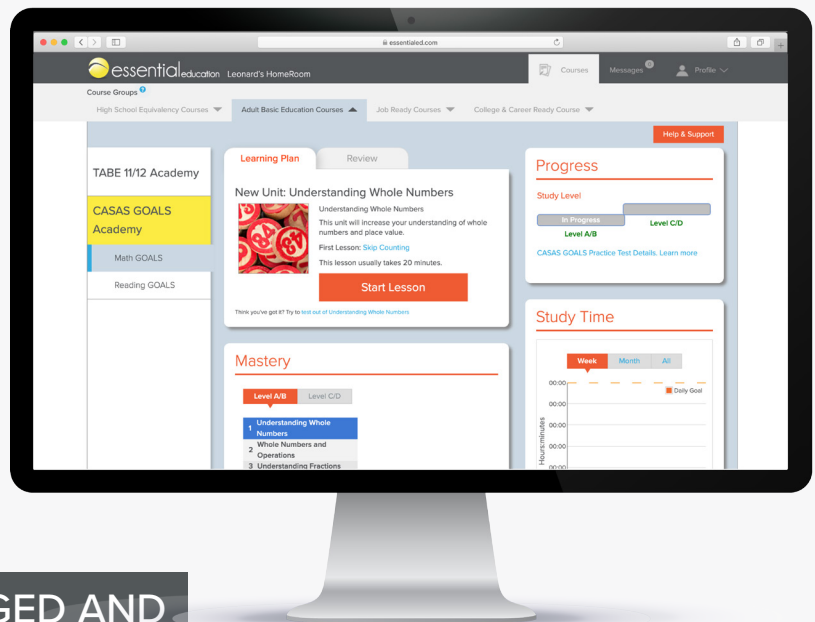 essentialed.com
essential education Leonard's HomeRoom
Courses
Messages 0
Profile
Course Groups ?
High School Equivalency Courses
Adult Basic Education Courses
Job Ready Courses
College & Career Ready Course
Help & Support
TABE 11/12 Academy
CASAS GOALS
Academy
Math GOALS
Reading GOALS
Learning Plan
Review
New Unit: Understanding Whole Numbers
Understanding Whole Numbers
This unit will increase your understanding of whole
numbers and place value.
First Lesson: Skip Counting
This lesson usually takes 20 minutes.
Start Lesson
Think you've got it? Try to test out of Understanding Whole Numbers
Mastery
Level A/B
Level C/D
1 Understanding Whole
Numbers
2 Whole Numbers and
Operations
3 Understanding Fractions
Progress
Study Level
In Progress
Level A/B
Level C/D
CASAS GOALS Practice Test Details. Learn more
Study Time
Week
Month
All
Daily Goal
00:00
00:00
00:00
00:00
00:00
Hours:minutes
GED AND